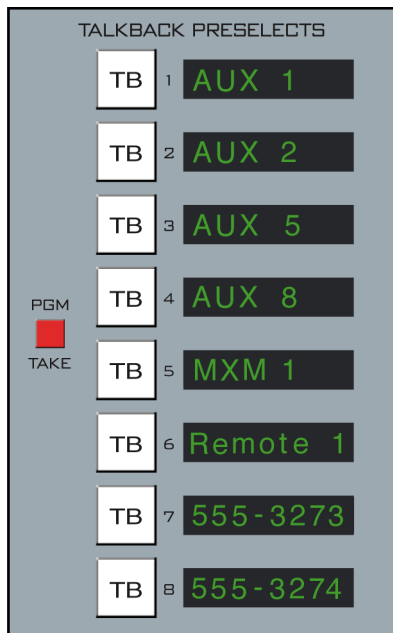 TALKBACK PRESELECTS
TB 1 AUX 1
TB 2 AUX 2
TB 3 AUX 5
TB 4 AUX 8
PGM
TAKE
TB 5 MXM 1
TB 6 Remote 1
TB 7 555-3273
TB 8 555-3274